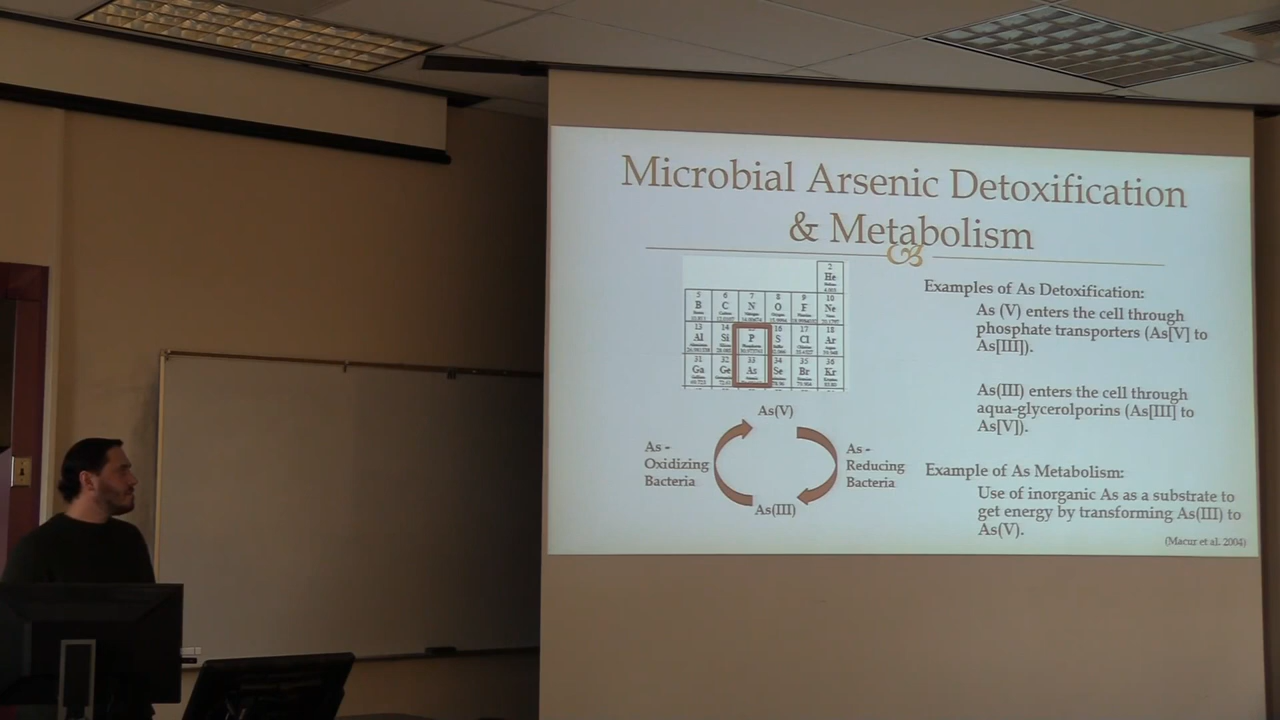 Microbial Arsenic Detoxification
& Metabolism
2
He
5 6 7 8 9 10
B C N O F Ne
13 14 16 17 18
Al Si P S Cl Ar
31 32 33 34 35 36
Ga Ge As Se Br Kr
As(V)
As -
Oxidizing
Bacteria
As -
Reducing
Bacteria
As(III)
Examples of As Detoxification:
As (V) enters the cell through
phosphate transporters (As[V] to
As[III]).
As(III) enters the cell through
aqua-glycerolporins (As[III] to
As[V]).
Example of As Metabolism:
Use of inorganic As as a substrate to
get energy by transforming As(III) to
As(V).
(Macur et al. 2004)